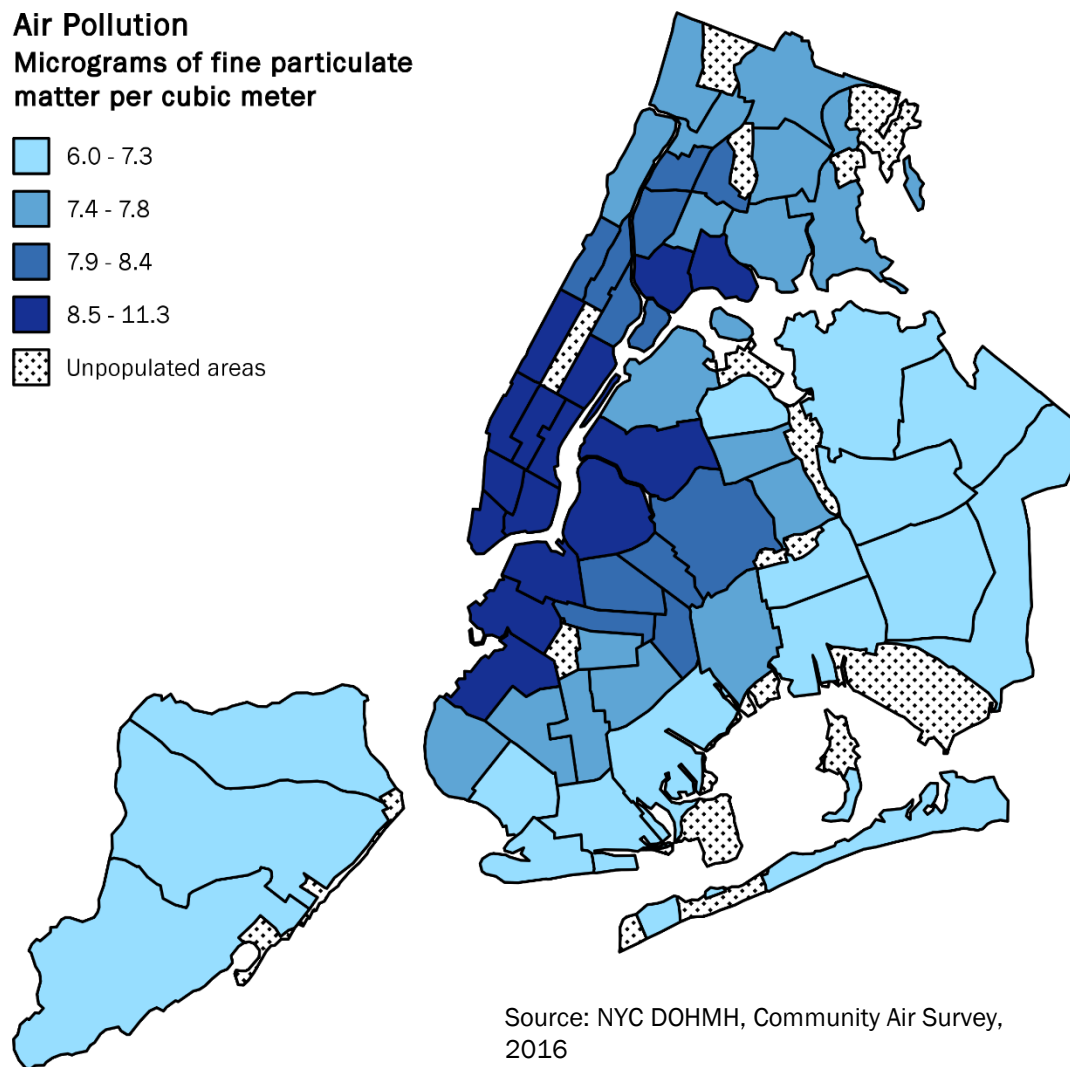 Air Pollution
Micrograms of fine particulate
matter per cubic meter
6.0 - 7.3
7.4 - 7.8
7.9 - 8.4
8.5 - 11.3
Unpopulated areas
Source: NYC DOHMH, Community Air Survey,
2016